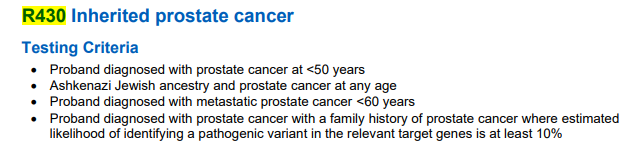 R430 Inherited prostate cancer
Testing Criteria
• Proband diagnosed with prostate cancer at <50 years
• Ashkenazi Jewish ancestry and prostate cancer at any age
• Proband diagnosed with metastatic prostate cancer <60 years
• Proband diagnosed with prostate cancer with a family history of prostate cancer where estimated
likelihood of identifying a pathogenic variant in the relevant target genes is at least 10%